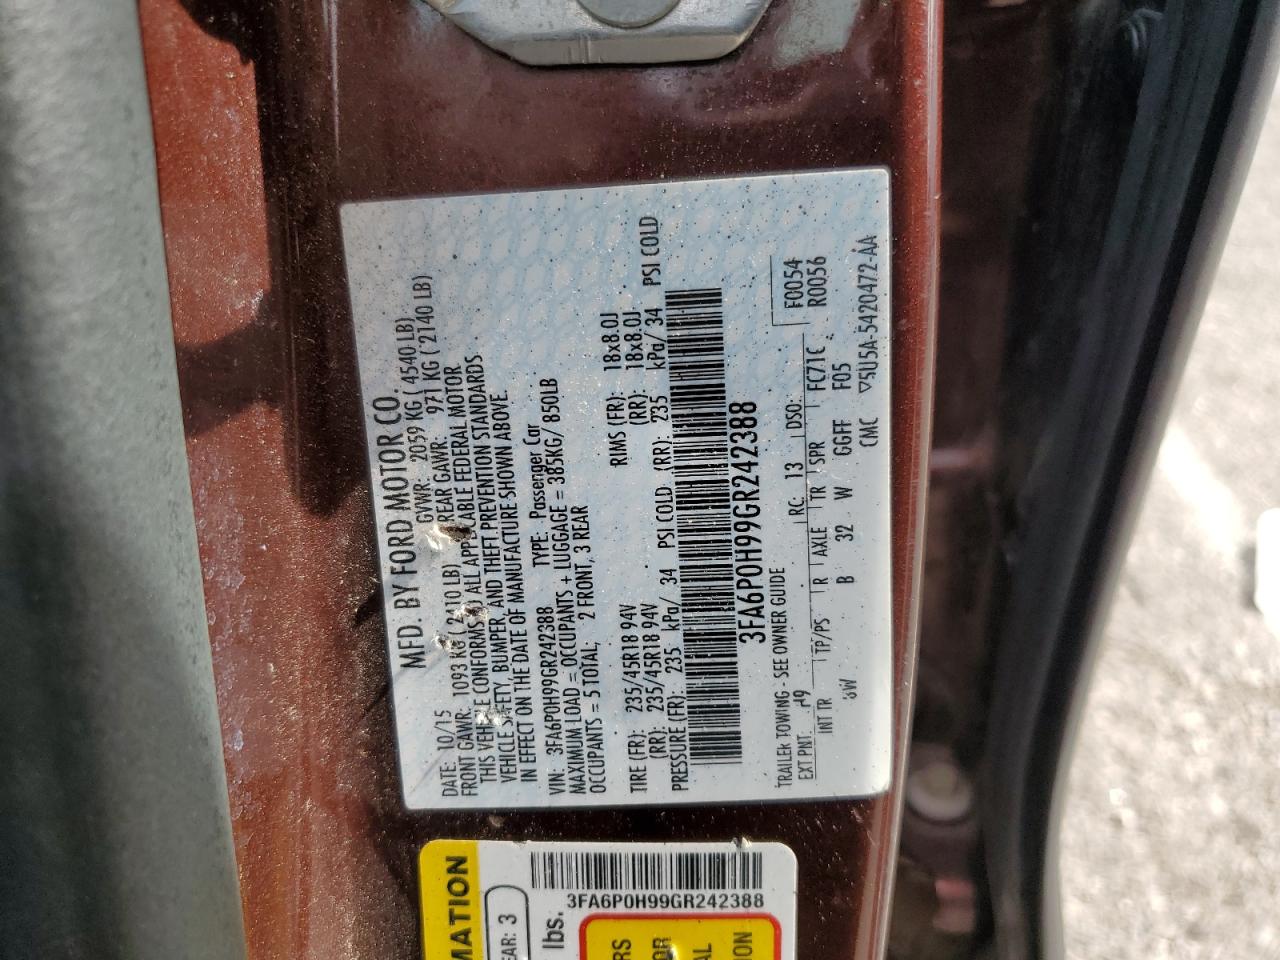 MFD. BY FORD MOTOR CO.
DATE: 10/15 GVWR: 2059 KG ( 4540 LB)
FRONT GAWR: 1093 KG ( 2410 LB) REAR GAWR: 971 KG ( 2140 LB)
THIS VEHICLE CONFORMS TO ALL APPLICABLE FEDERAL MOTOR
VEHICLE SAFETY, BUMPER, AND THEFT PREVENTION STANDARDS
IN EFFECT ON THE DATE OF MANUFACTURE SHOWN ABOVE.
VIN: 3FA6P0H99GR242388 TYPE: Passenger Car
MAXIMUM LOAD = OCCUPANTS + LUGGAGE = 385KG/ 850LB
OCCUPANTS = 5 TOTAL; 2 FRONT, 3 REAR
TIRE (FR): 235/45R18 94V RIMS (FR): 18x8.0J
(RR): 235/45R18 94V (RR): 18x8.0J
PRESSURE (FR): 235 kPa/ 34 PSI COLD (RR): 235 kPa/ 34 PSI COLD
3FA6P0H99GR242388
TRAILER TOWING - SEE OWNER GUIDE
EXT PNT: RC: 13 DSO: F0054
R0056
INT TR TP/PS R AXLE TR SPR FC71C
B 32 W GGFF F05
CMC 5U5A-5420472-AA
MATION
EAR: 3
lbs.
3FA6P0H99GR242388